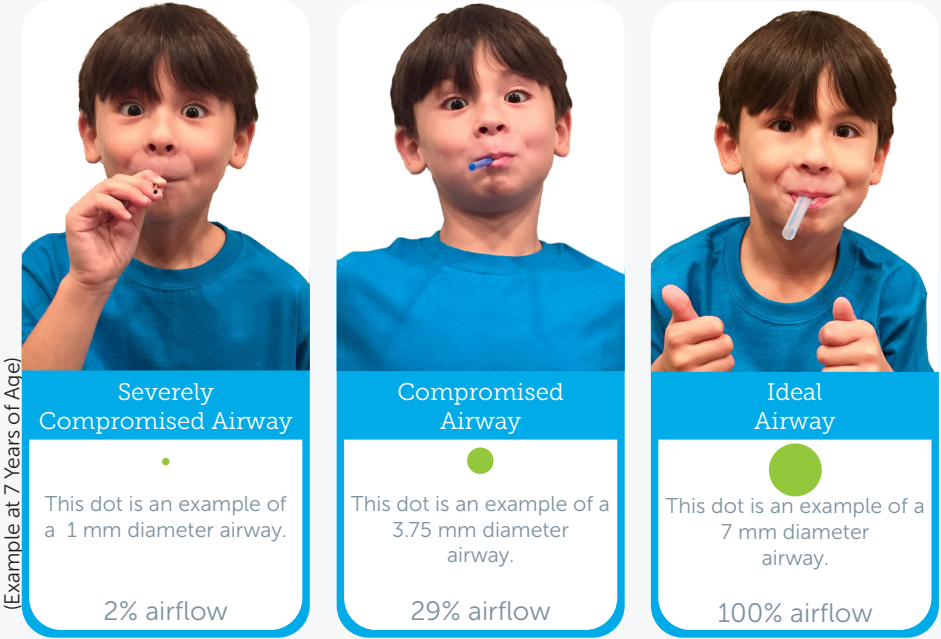 (Example at 7 Years of Age)
Severely
Compromised Airway
This dot is an example of
a 1 mm diameter airway.
2% airflow
Compromised
Airway
This dot is an example of a
3.75 mm diameter
airway.
29% airflow
Ideal
Airway
This dot is an example of a
7 mm diameter
airway.
100% airflow